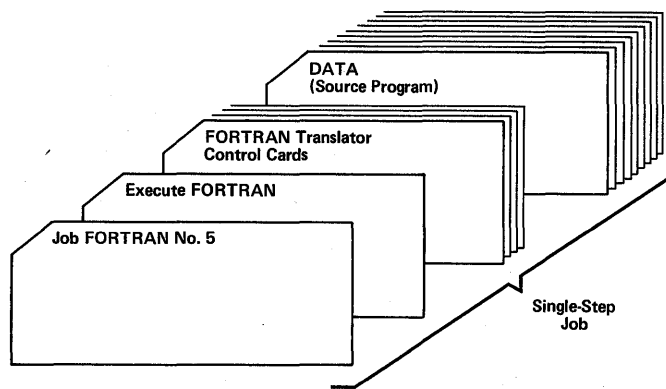 DATA
(Source Program)
FORTRAN Translator
Control Cards
Execute FORTRAN
Job FORTRAN No. 5
Single-Step
Job